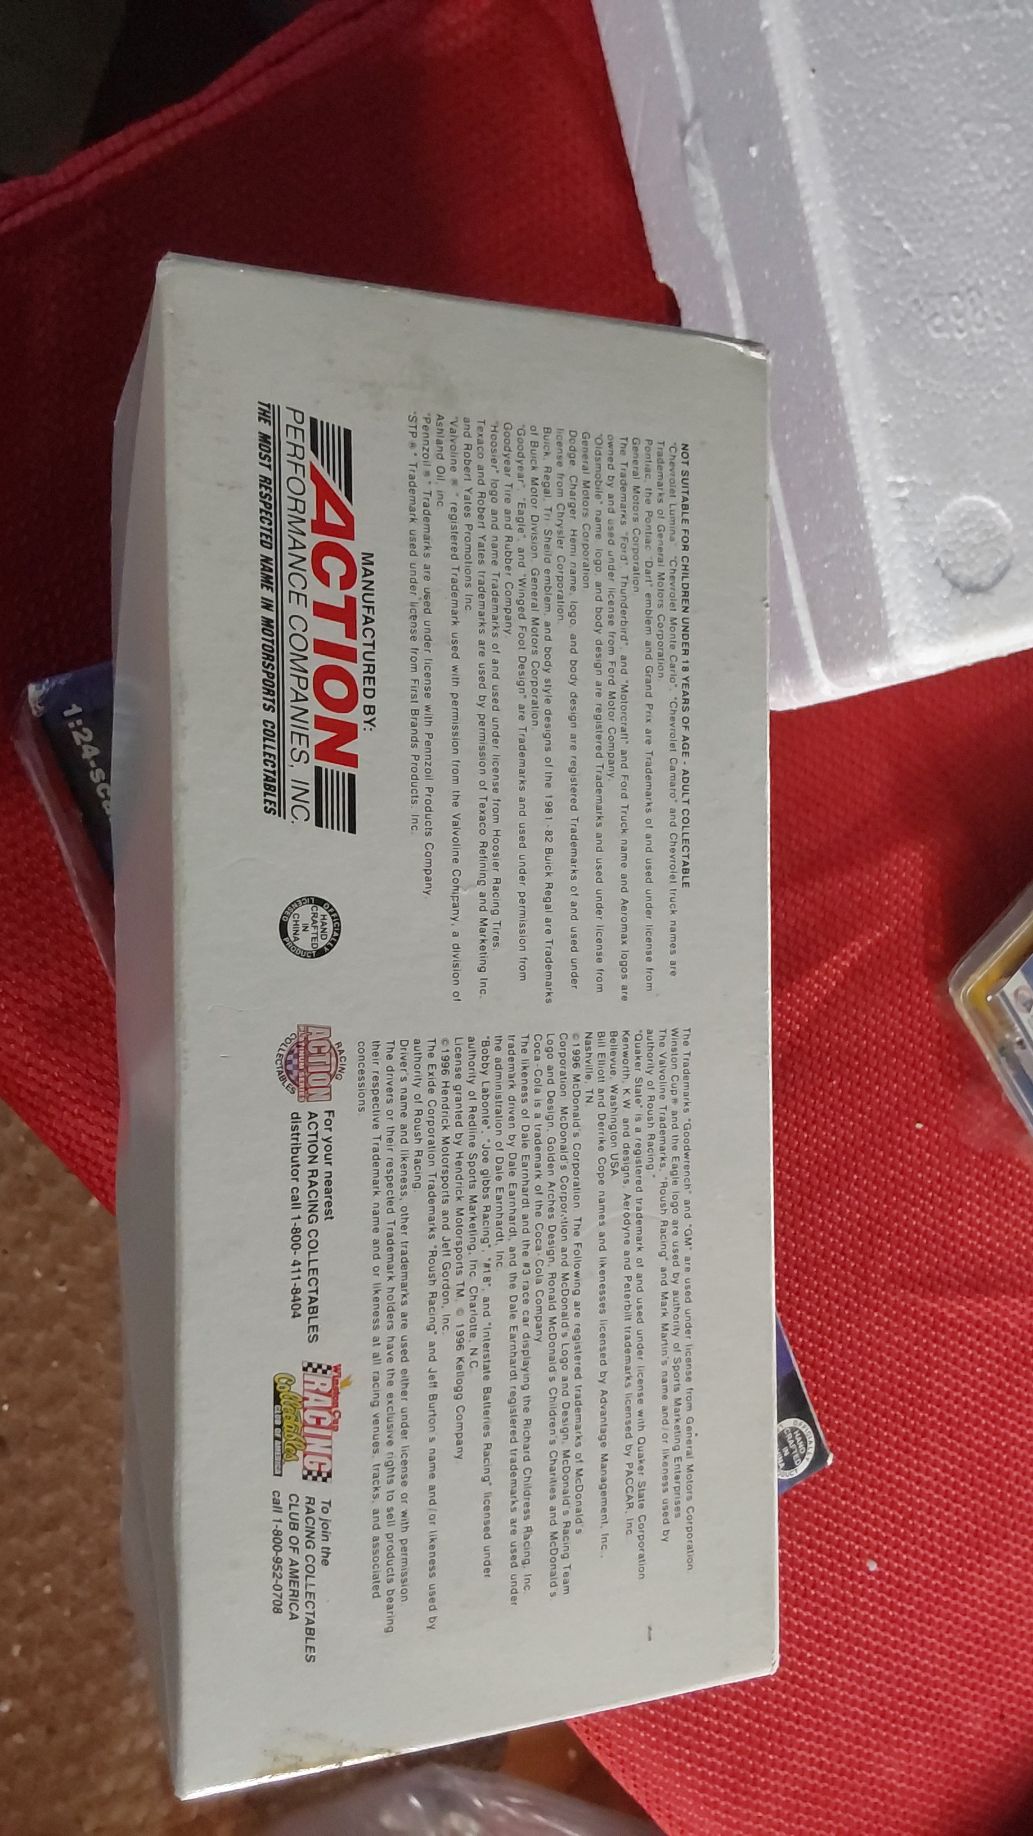 NOT SUITABLE FOR CHILDREN UNDER 18 YEARS OF AGE - ADULT COLLECTABLE
"Chevrolet Lumina", "Chevrolet Monte Carlo", "Chevrolet Camaro" and Chevrolet truck names are
Trademarks of General Motors Corporation.
Pontiac, the Pontiac "Dart" emblem and Grand Prix are Trademarks of and used under license from
General Motors Corporation.
The Trademarks "Ford", Thunderbird", and "Motorcraft" and Ford Truck name and Aeromax logos are
owned by and used under license from Ford Motor Company.
"Oldsmobile" name, logo, and body design are registered Trademarks and used under license from
General Motors Corporation.
Dodge, Charger, Hemi name, logo, and body design are registered Trademarks of and used under
license from Chrysler Corporation.
Buick, Regal, Tri Sheild emblem, and body style designs of the 1981-82 Buick Regal are Trademarks
of Buick Motor Division, General Motors Corporation.
"Goodyear", "Eagle", and "Winged Foot Design" are Trademarks and used under permission from
Goodyear Tire and Rubber Company.
"Hoosier" logo and name Trademarks of and used under license from Hoosier Racing Tires.
Texaco and Robert Yates trademarks are used by permission of Texaco Refining and Marketing Inc.
and Robert Yates Promotions Inc.
"Valvoline ® " registered Trademark used with permission from the Valvoline Company, a division of
Ashland Oil, inc.
"Pennzoil ® " Trademarks are used under license with Pennzoil Products Company.
"STP ® " Trademark used under license from First Brands Products, Inc.
MANUFACTURED BY:
ACTION
PERFORMANCE COMPANIES, INC.
THE MOST RESPECTED NAME IN MOTORSPORTS COLLECTABLES
OFFICIALLY LICENSED PRODUCT
HAND
CRAFTED
IN
CHINA
The Trademarks "Goodwrench" and "GM" are used under license from General Motors Corporation.
Winston Cup® and the Eagle logo are used by authority of Sports Marketing Enterprises
The Valvoline Trademarks, "Roush Racing" and Mark Martin's name and/or likeness used by
authority of Roush Racing."
"Quaker State" is a registered trademark of and used under license with Quaker State Corporation
Kenworth, K W and designs, Aerodyne and Peterbilt trademarks licensed by PACCAR, Inc.
Bellevue, Washington USA
Bill Elliott and Derrike Cope names and likenesses licensed by Advantage Management, Inc.,
Nashville, TN
©1996 McDonald's Corporation. The Following are registered trademarks of McDonald's
Corporation: McDonald's Corporation and McDonald's Logo and Design, McDonald's Racing Team
Logo and Design, Golden Arches Design, Ronald McDonald's Children's Charities and McDonald's
Coca-Cola is a trademark of the Coca-Cola Company
The likeness of Dale Earnhardt and the #3 race car displaying the Richard Childress Racing, Inc.
trademark driven by Dale Earnhardt, and the Dale Earnhardt registered trademarks are used under
the administration of Dale Earnhardt, Inc.
"Bobby Labonte", "Joe gibbs Racing", "#18", and "Interstate Batteries Racing" licensed under
authority of Redline Sports Marketing, Inc. Charlotte, N.C.
License granted by Hendrick Motorsports TM, © 1996 Kellogg Company
©1996 Hendrick Motorsports and Jeff Gordon, Inc.
The Exide Corporation Trademarks "Roush Racing" and Jeff Burton's name and/or likeness used by
authority of Roush Racing.
Driver's name and likeness, other trademarks are used either under license or with permission.
The drivers or their respected Trademark holders have the exclusive rights to sell products bearing
their respective Trademark name and or likeness at all racing venues, tracks, and associated
concessions.
RACING
ACTION
PLATINUM SERIES
COLLECTABLES
For your nearest
ACTION RACING COLLECTABLES
distributor call 1-800- 411-8404
RACING
Collectables
CLUB OF AMERICA
To join the
RACING COLLECTABLES
CLUB OF AMERICA
call 1-800-952-0708
HAND
CRAFTED
IN
1:24